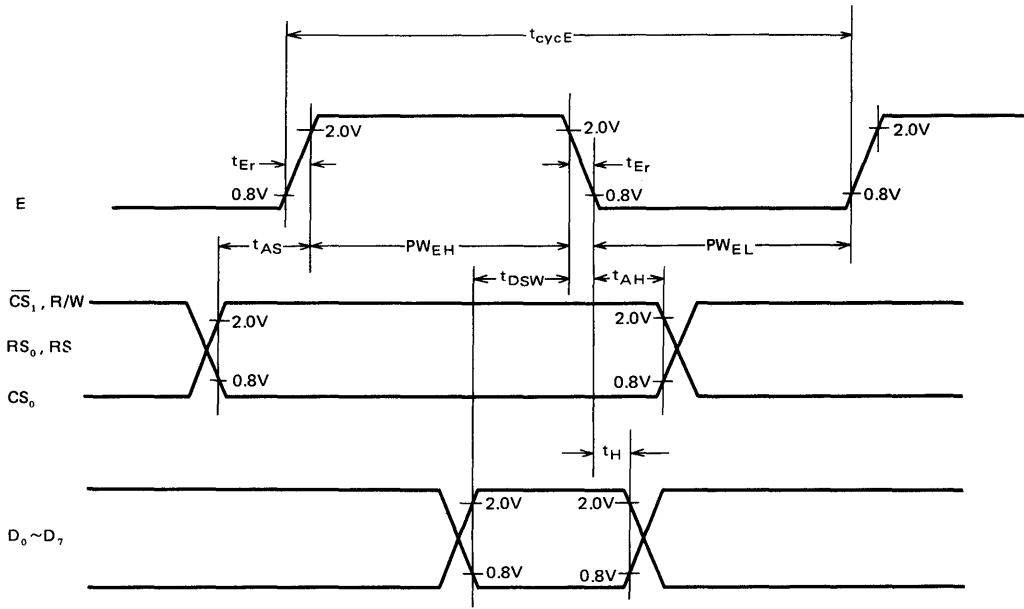 tcycE
2.0V 2.0V 2.0V
tEr tEr
0.8V 0.8V 0.8V
E
tAS PWEH PWEL
tDSW tAH
CS1, R/W
2.0V 2.0V
RS0, RS
0.8V 0.8V
CS0
tH
2.0V 2.0V
D0~D7
0.8V 0.8V